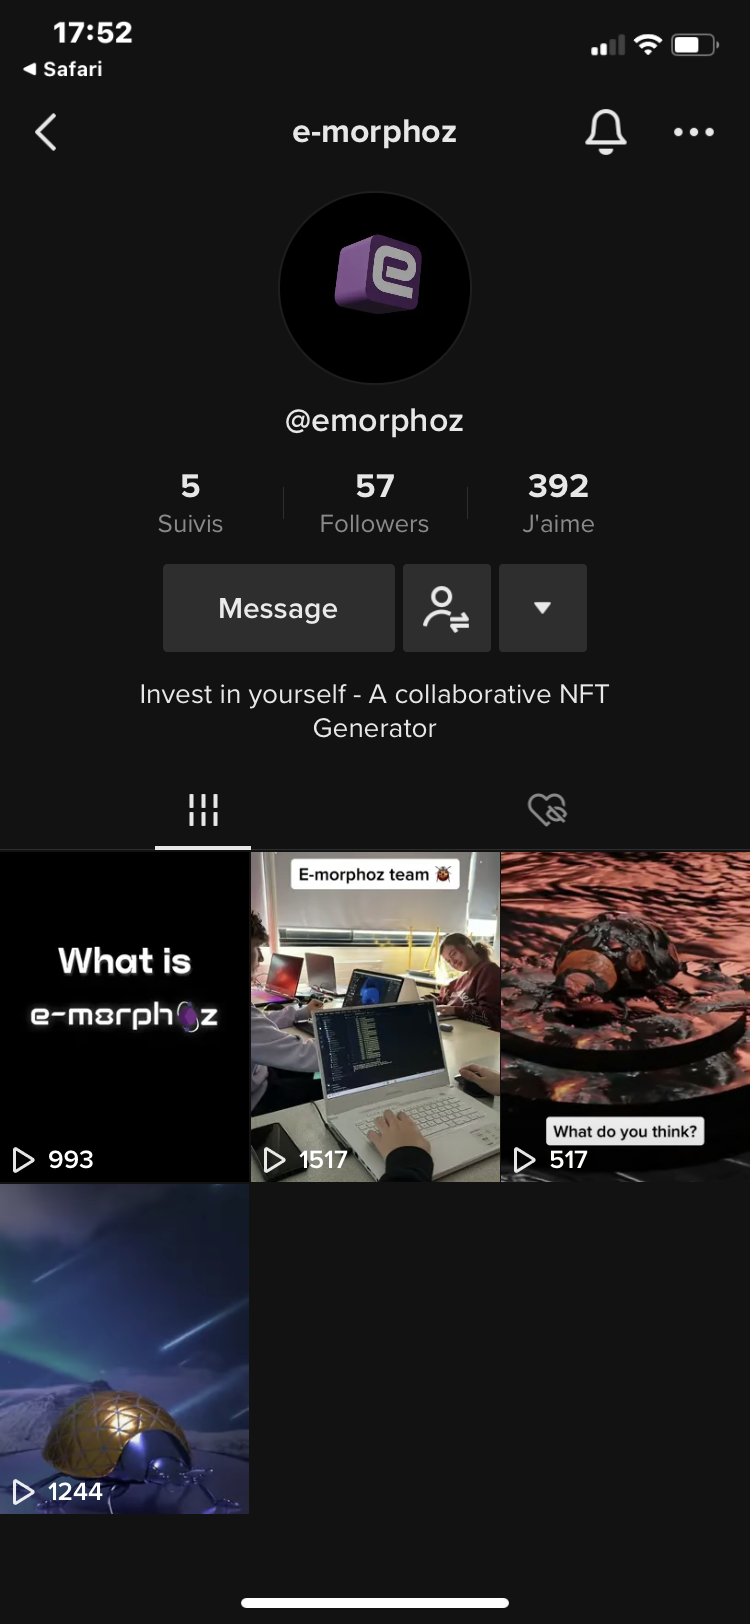 17:52
◀ Safari
e-morphoz
@emorphoz
5
Suivis
57
Followers
392
J'aime
Message
Invest in yourself - A collaborative NFT
Generator
What is
e-m8rphoz
993
E-morphoz team 🐞
1517
What do you think?
517
1244